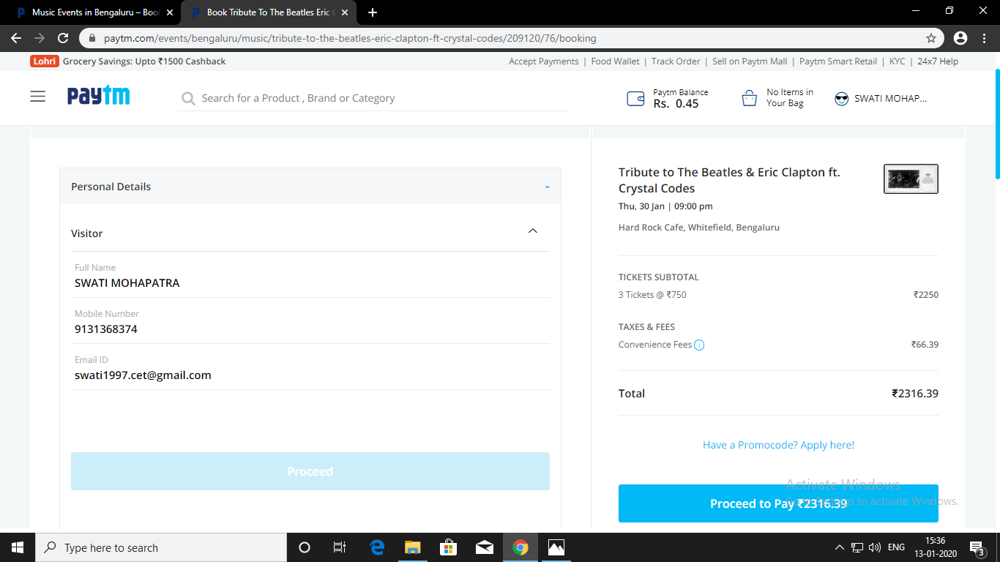 Music Events in Bengaluru – Boo
Book Tribute To The Beatles Eric
paytm.com/events/bengaluru/music/tribute-to-the-beatles-eric-clapton-ft-crystal-codes/209120/76/booking
Lohri Grocery Savings: Upto ₹1500 Cashback
Accept Payments | Food Wallet | Track Order | Sell on Paytm Mall | Paytm Smart Retail | KYC | 24x7 Help
paytm
Search for a Product , Brand or Category
Paytm Balance
Rs. 0.45
No Items in
Your Bag
SWATI MOHAP...
Personal Details -
Visitor
Full Name
SWATI MOHAPATRA
Mobile Number
9131368374
Email ID
swati1997.cet@gmail.com
Proceed
Tribute to The Beatles & Eric Clapton ft.
Crystal Codes
Thu, 30 Jan | 09:00 pm
Hard Rock Cafe, Whitefield, Bengaluru
TICKETS SUBTOTAL
3 Tickets @ ₹750 ₹2250
TAXES & FEES
Convenience Fees ₹66.39
Total ₹2316.39
Have a Promocode? Apply here!
Activate Windows
Go to Settings to activate Windows.
Proceed to Pay ₹2316.39
Type here to search
ENG
15:36
13-01-2020
3